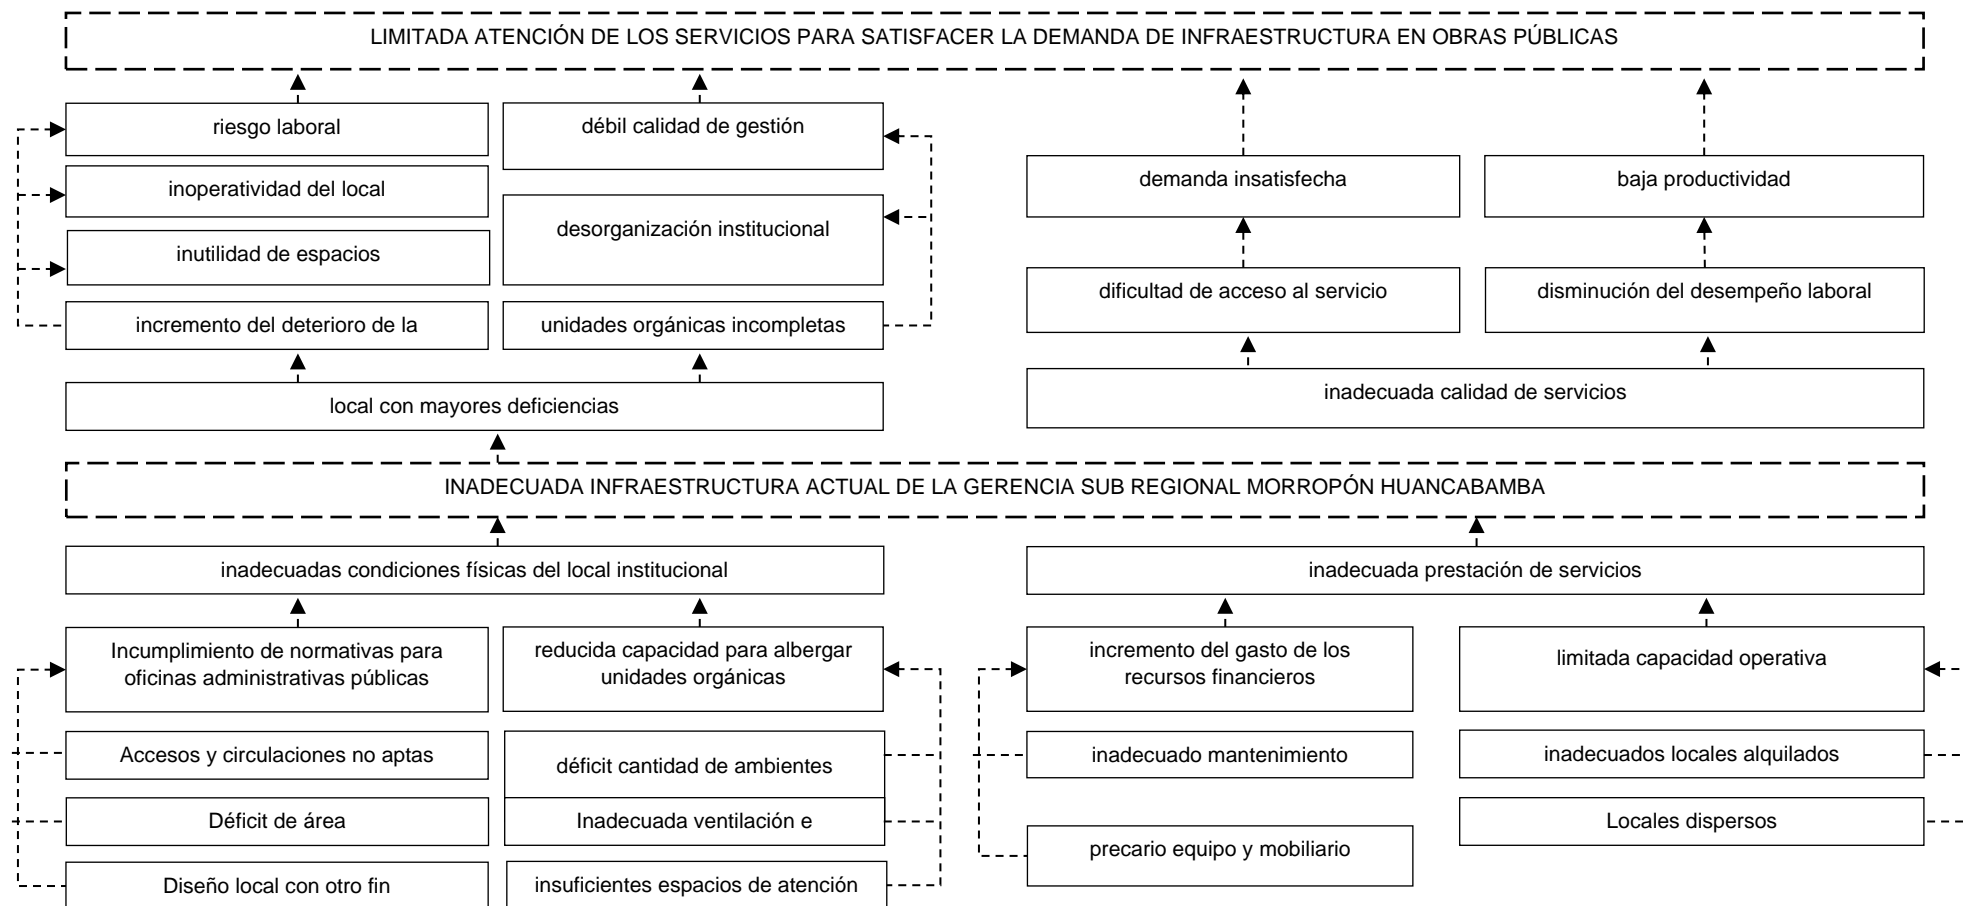 LIMITADA ATENCIÓN DE LOS SERVICIOS PARA SATISFACER LA DEMANDA DE INFRAESTRUCTURA EN OBRAS PÚBLICAS
riesgo laboral
débil calidad de gestión
inoperatividad del local
demanda insatisfecha
baja productividad
desorganización institucional
inutilidad de espacios
dificultad de acceso al servicio
disminución del desempeño laboral
incremento del deterioro de la
unidades orgánicas incompletas
local con mayores deficiencias
inadecuada calidad de servicios
INADECUADA INFRAESTRUCTURA ACTUAL DE LA GERENCIA SUB REGIONAL MORROPÓN HUANCABAMBA
inadecuadas condiciones físicas del local institucional
inadecuada prestación de servicios
Incumplimiento de normativas para
oficinas administrativas públicas
reducida capacidad para albergar
unidades orgánicas
incremento del gasto de los
recursos financieros
limitada capacidad operativa
Accesos y circulaciones no aptas
déficit cantidad de ambientes
inadecuado mantenimiento
inadecuados locales alquilados
Déficit de área
Inadecuada ventilación e
Locales dispersos
precario equipo y mobiliario
Diseño local con otro fin
insuficientes espacios de atención